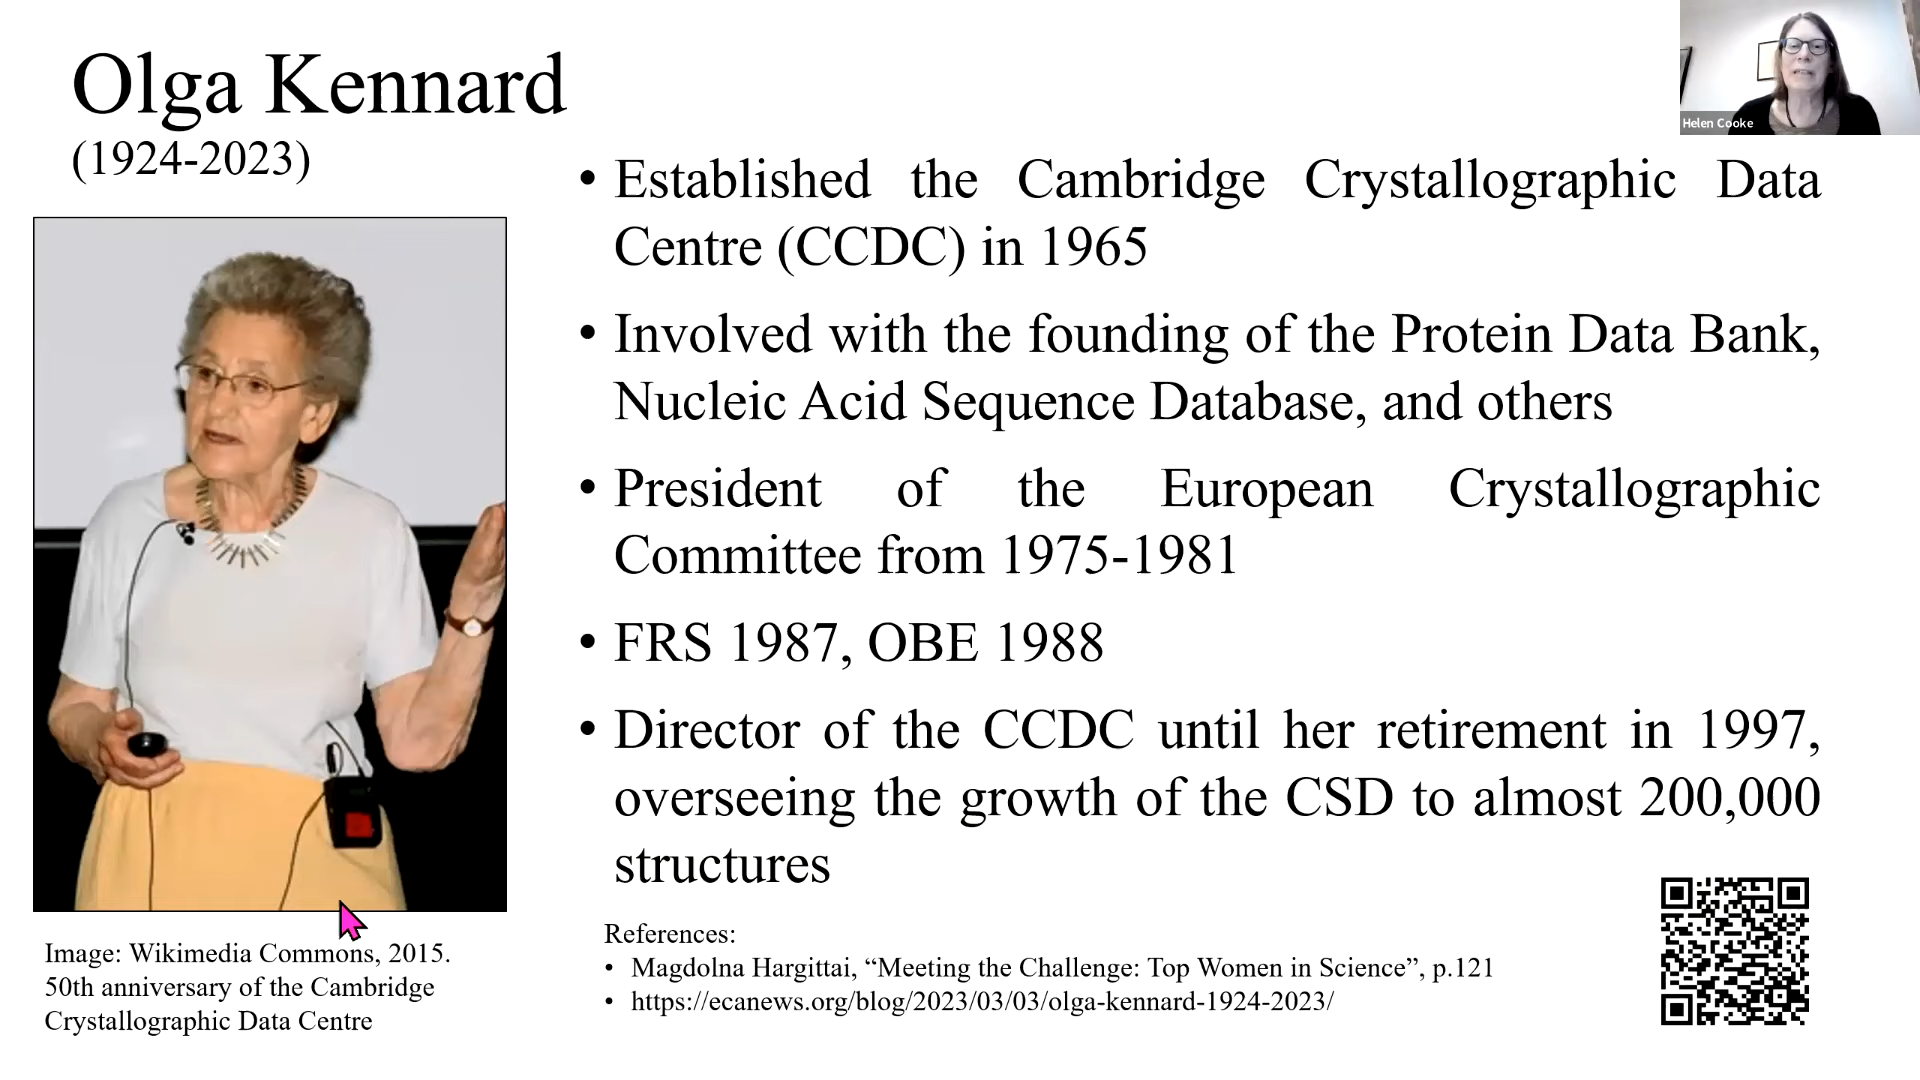 Olga Kennard
(1924-2023)
• Established the Cambridge Crystallographic Data
Centre (CCDC) in 1965
• Involved with the founding of the Protein Data Bank,
Nucleic Acid Sequence Database, and others
• President of the European Crystallographic
Committee from 1975-1981
• FRS 1987, OBE 1988
• Director of the CCDC until her retirement in 1997,
overseeing the growth of the CSD to almost 200,000
structures
Image: Wikimedia Commons, 2015.
50th anniversary of the Cambridge
Crystallographic Data Centre
References:
• Magdolna Hargittai, “Meeting the Challenge: Top Women in Science”, p.121
• https://ecanews.org/blog/2023/03/03/olga-kennard-1924-2023/
Helen Cooke